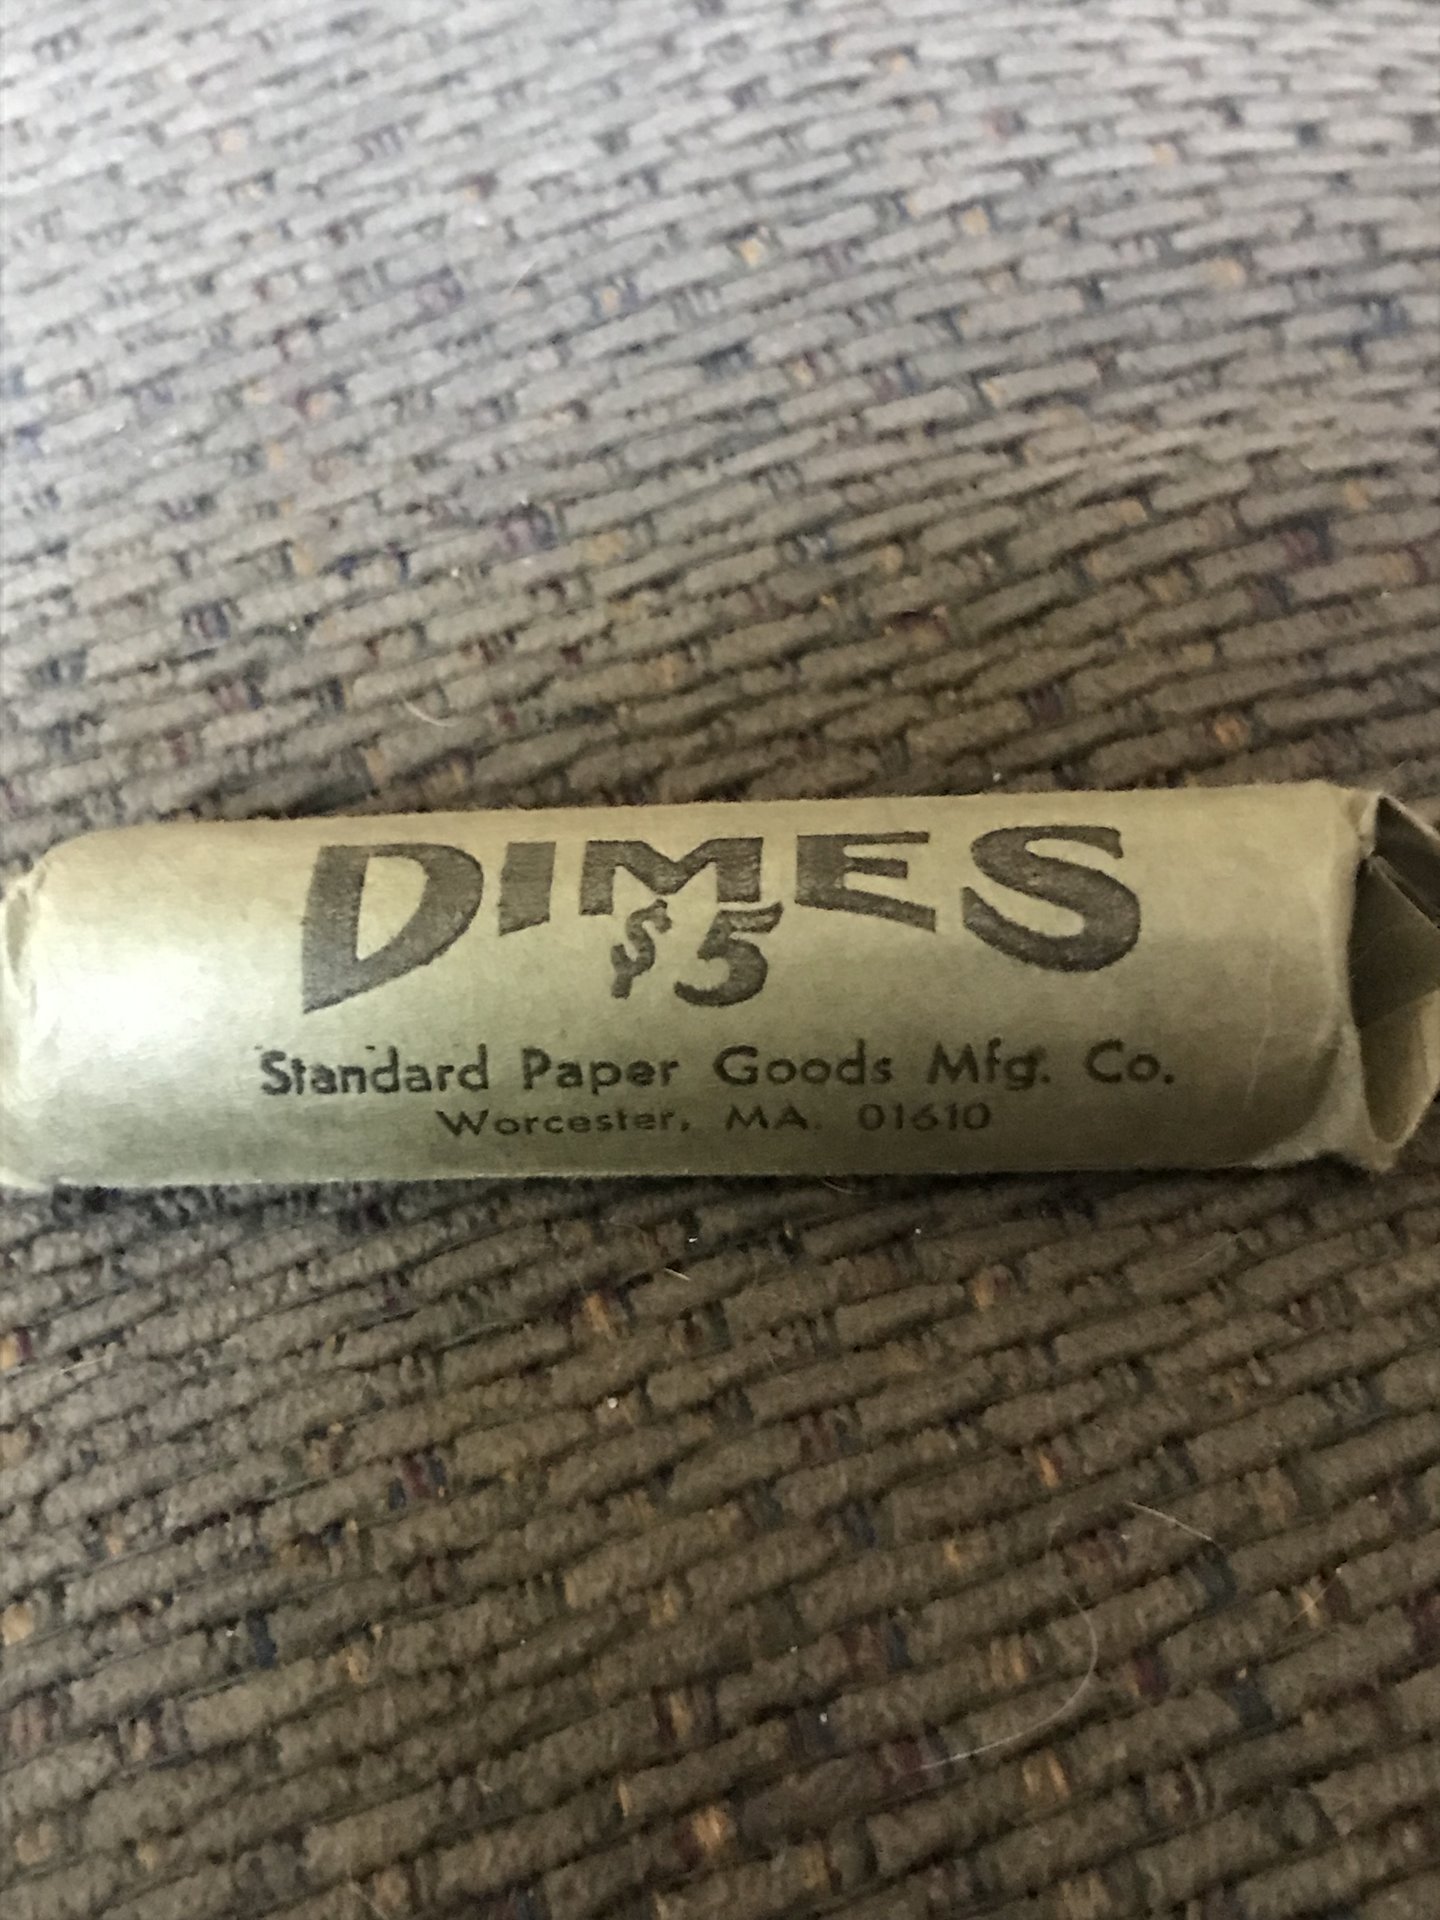 DIMES
$5
Standard Paper Goods Mfg. Co.
Worcester, MA. 01610